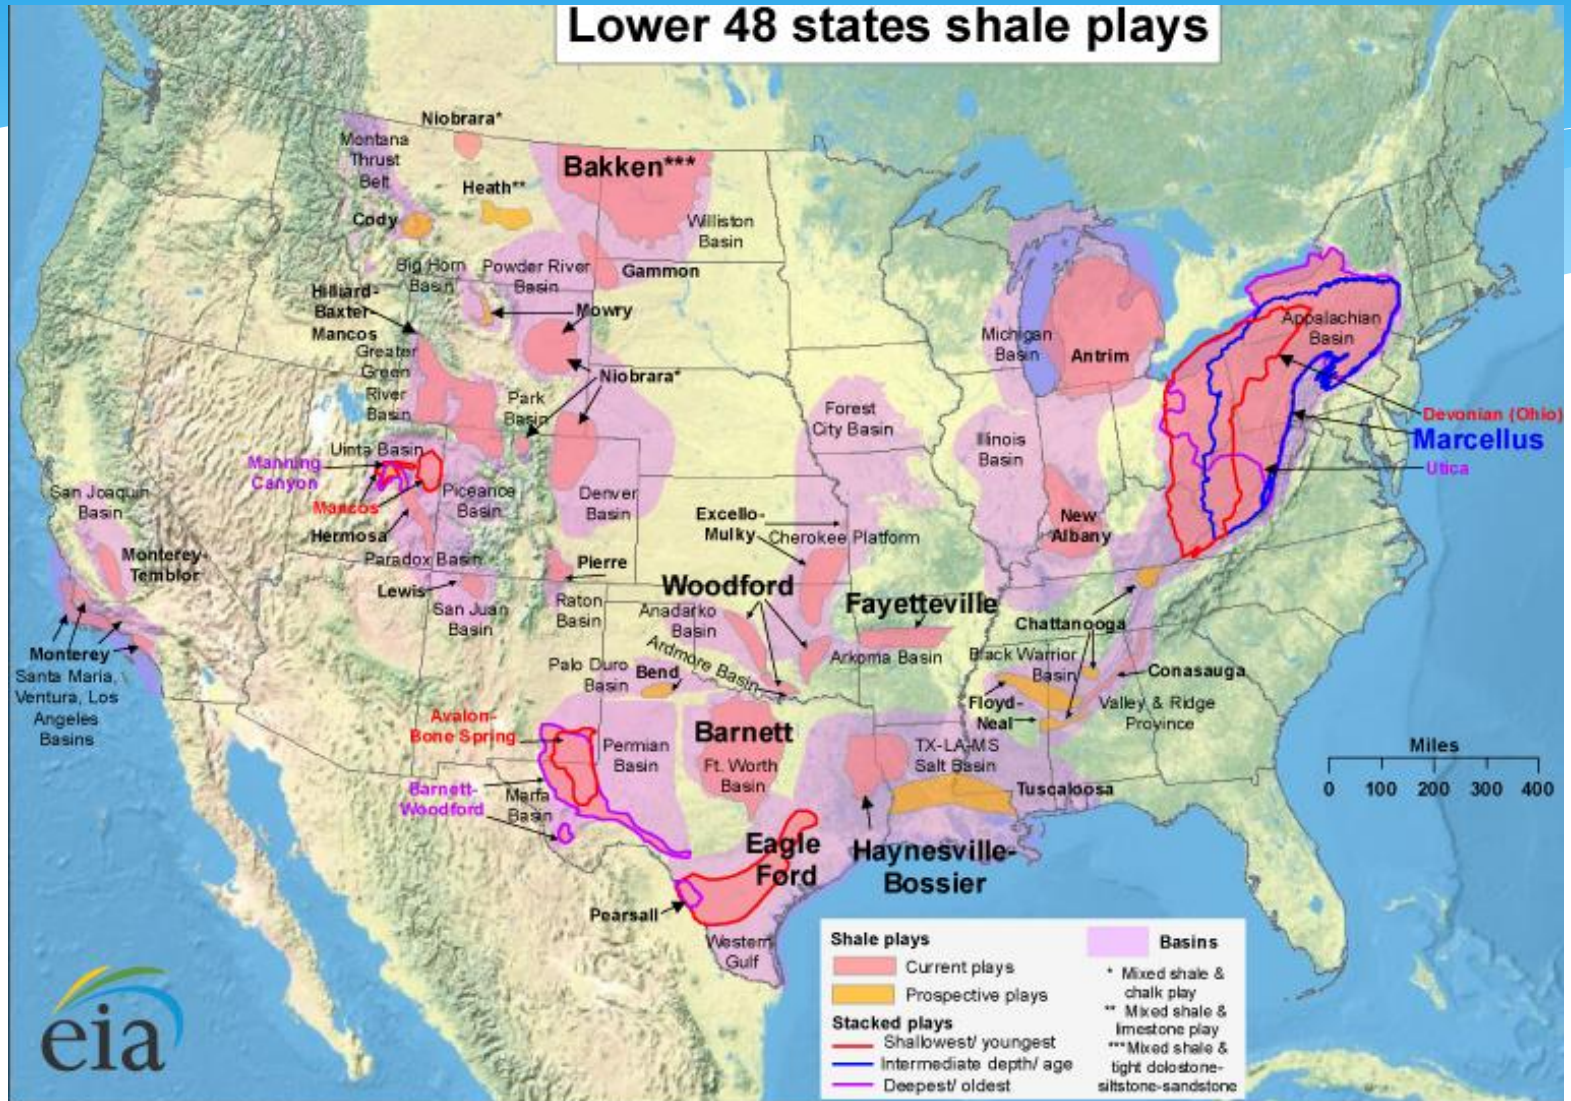 Lower 48 states shale plays
Niobrara*
Montana
Thrust
Belt
Bakken***
Heath**
Cody
Williston
Basin
Big Horn
Basin
Powder River
Basin
Gammon
Hilliard-
Baxter-
Mancos
Mowry
Greater
Green
River
Basin
Niobrara*
Park
Basin
Michigan
Basin
Antrim
Appalachian
Basin
Forest
City Basin
Illinois
Basin
Devonian (Ohio)
Marcellus
Utica
Uinta Basin
Manning
Canyon
Mancos
Piceance
Basin
Denver
Basin
San Joaquin
Basin
Hermosa
Excello-
Mulky
Cherokee Platform
New
Albany
Monterey-
Temblor
Paradox Basin
Pierre
Lewis
San Juan
Basin
Raton
Basin
Woodford
Anadarko
Basin
Fayetteville
Chattanooga
Ardmore Basin
Arkoma Basin
Black Warrior
Basin
Conasauga
Monterey
Santa Maria,
Ventura, Los
Angeles
Basins
Palo Duro
Basin
Bend
Floyd-
Neal
Valley & Ridge
Province
Avalon-
Bone Spring
Permian
Basin
Barnett
Ft. Worth
Basin
TX-LA-MS
Salt Basin
Tuscaloosa
Barnett-
Woodford
Marfa
Basin
Eagle
Ford
Haynesville-
Bossier
Pearsall
Western
Gulf
Miles
0 100 200 300 400
Shale plays
Current plays
Prospective plays
Stacked plays
Shallowest/ youngest
Intermediate depth/ age
Deepest/ oldest
Basins
* Mixed shale &
chalk play
** Mixed shale &
limestone play
***Mixed shale &
tight dolostone-
siltstone-sandstone
eia